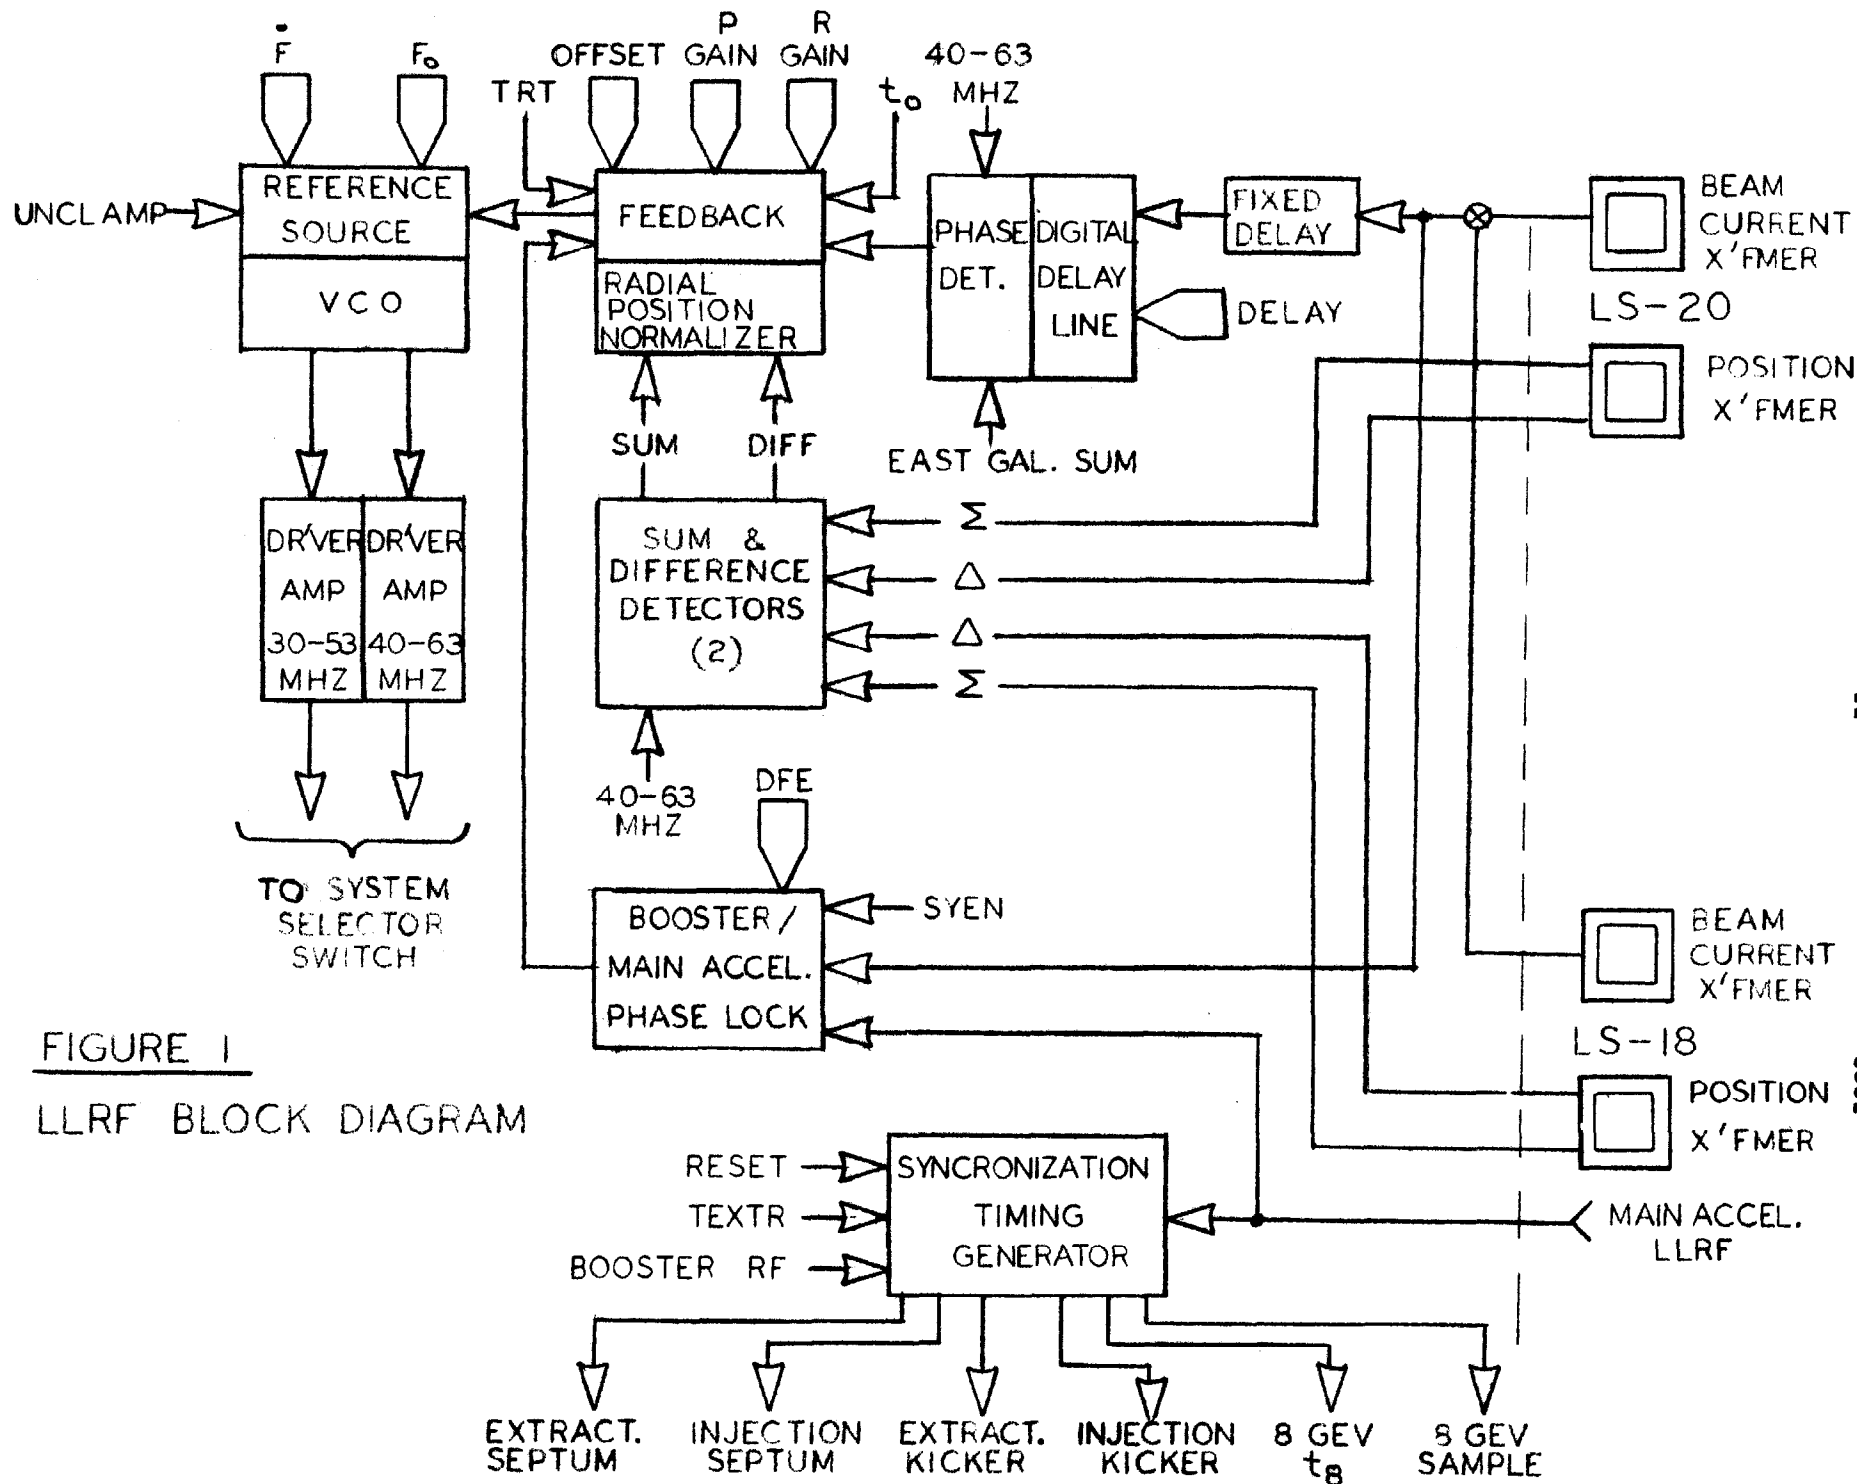 Ḟ
F₀
OFFSET
P
GAIN
R
GAIN
40-63
MHZ
TRT
t₀
UNCLAMP
REFERENCE
SOURCE
VCO
FEEDBACK
RADIAL
POSITION
NORMALIZER
PHASE
DET.
DIGITAL
DELAY
LINE
FIXED
DELAY
BEAM
CURRENT
X'FMER
LS-20
DELAY
POSITION
X'FMER
SUM
DIFF
EAST GAL. SUM
DR'VER
AMP
30-53
MHZ
DR'VER
AMP
40-63
MHZ
SUM &
DIFFERENCE
DETECTORS
(2)
Σ
Δ
Δ
Σ
40-63
MHZ
DFE
TO SYSTEM
SELECTOR
SWITCH
BOOSTER/
MAIN ACCEL.
PHASE LOCK
SYEN
BEAM
CURRENT
X'FMER
LS-18
POSITION
X'FMER
FIGURE 1
LLRF BLOCK DIAGRAM
RESET
TEXTR
BOOSTER RF
SYNCRONIZATION
TIMING
GENERATOR
MAIN ACCEL.
LLRF
EXTRACT.
SEPTUM
INJECTION
SEPTUM
EXTRACT.
KICKER
INJECTION
KICKER
8 GEV
t₈
8 GEV
SAMPLE